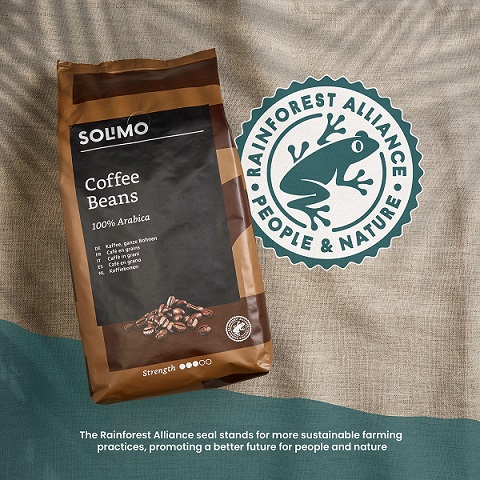 SOLIMO
Coffee
Beans
100% Arabica
DE Kaffee, ganze Bohnen
FR Café en grains
IT Caffè in grani
ES Café en grano
NL Koffiebonen
Strength
RAINFOREST ALLIANCE
PEOPLE & NATURE
The Rainforest Alliance seal stands for more sustainable farming
practices, promoting a better future for people and nature